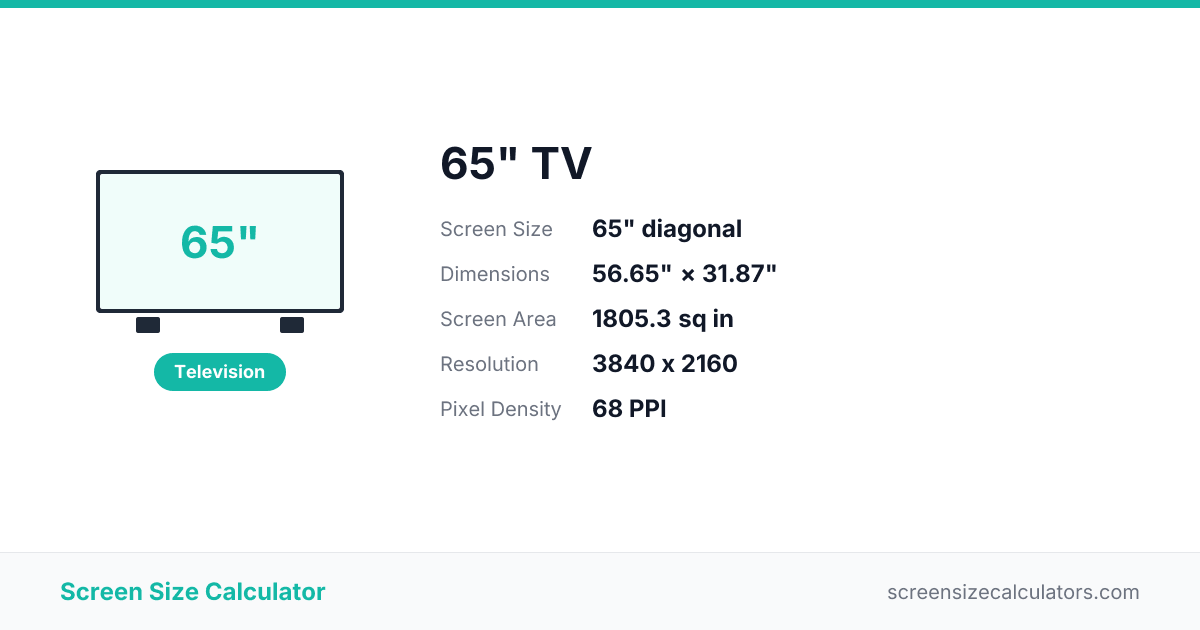 65"
Television
65" TV
Screen Size 65" diagonal
Dimensions 56.65" × 31.87"
Screen Area 1805.3 sq in
Resolution 3840 x 2160
Pixel Density 68 PPI
Screen Size Calculator
screensizecalculators.com